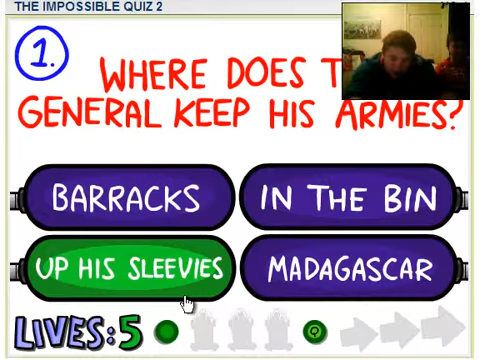 THE IMPOSSIBLE QUIZ 2
1.
WHERE DOES T
GENERAL KEEP HIS ARMIES?
BARRACKS
IN THE BIN
UP HIS SLEEVIES
MADAGASCAR
LIVES: 5